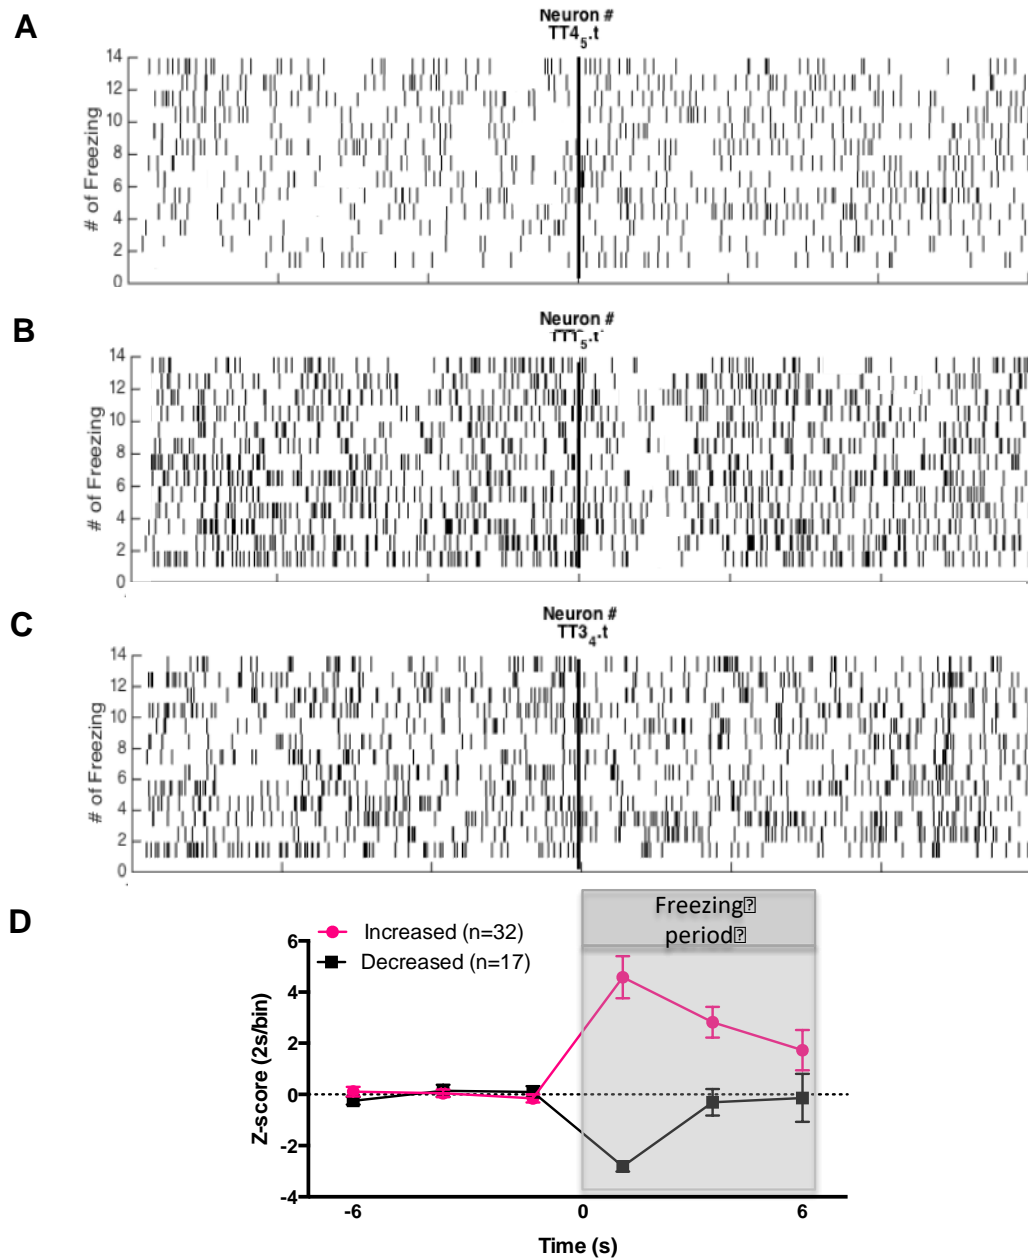 A
Neuron #
TT4₅.t
# of Freezing
14
12
10
8
6
4
2
0
B
Neuron #
# of Freezing
14
12
10
8
6
4
2
0
C
Neuron #
TT3₄.t
# of Freezing
14
12
10
8
6
4
2
0
D
Increased (n=32)
Decreased (n=17)
Freezing
period
Z-score (2s/bin)
6
4
2
0
-2
-4
-6
0
6
Time (s)